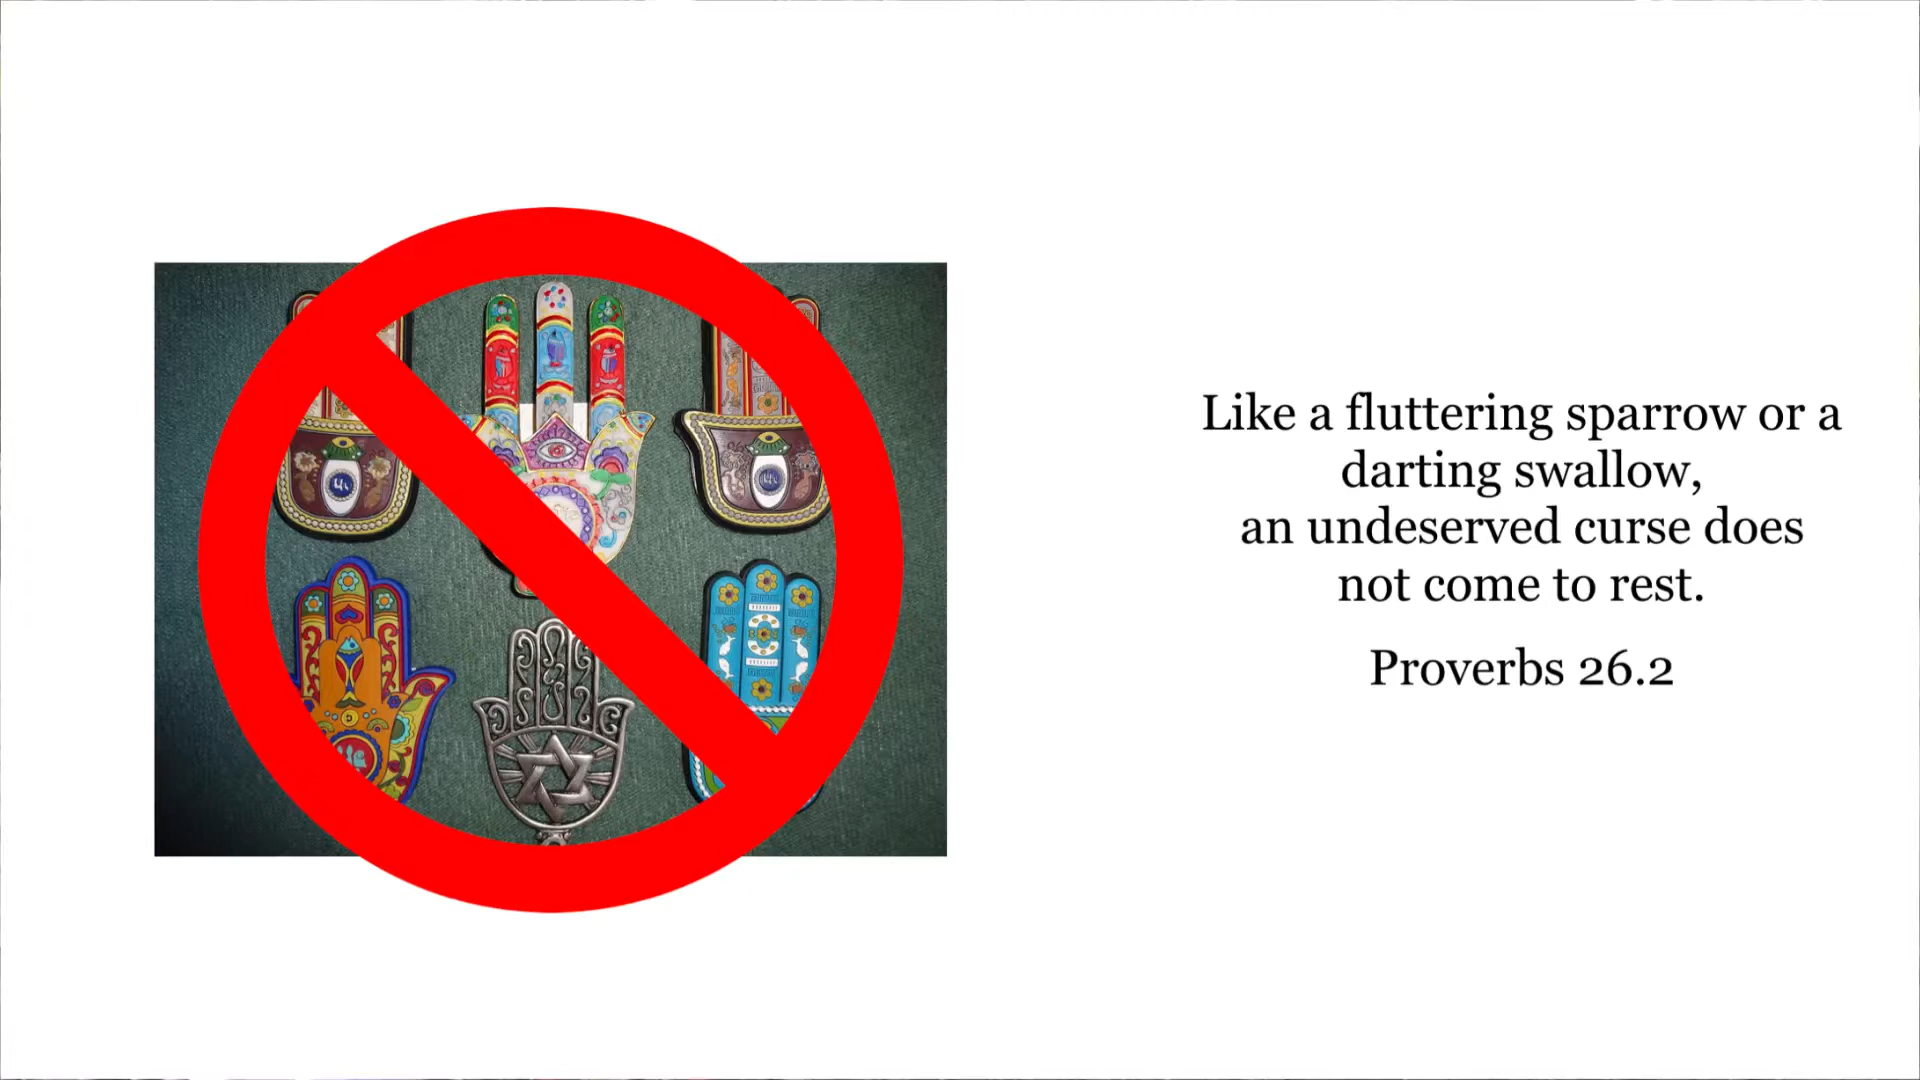 Like a fluttering sparrow or a
darting swallow,
an undeserved curse does
not come to rest.
Proverbs 26.2